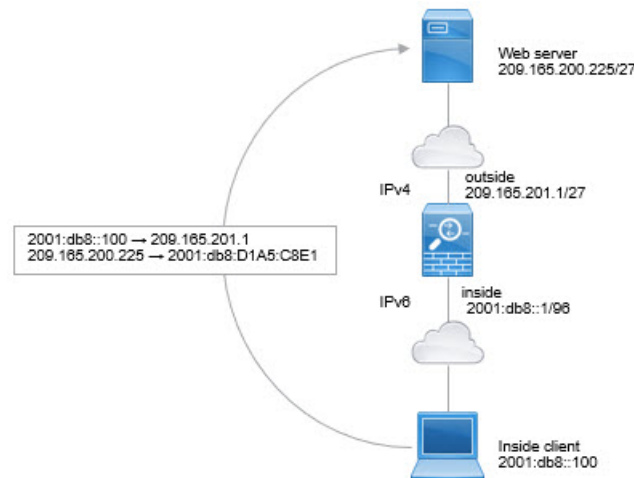 Web server
209.165.200.225/27
outside
209.165.201.1/27
IPv4
2001:db8::100 → 209.165.201.1
209.165.200.225 → 2001:db8:D1A5:C8E1
IPv6
inside
2001:db8::1/96
Inside client
2001:db8::100